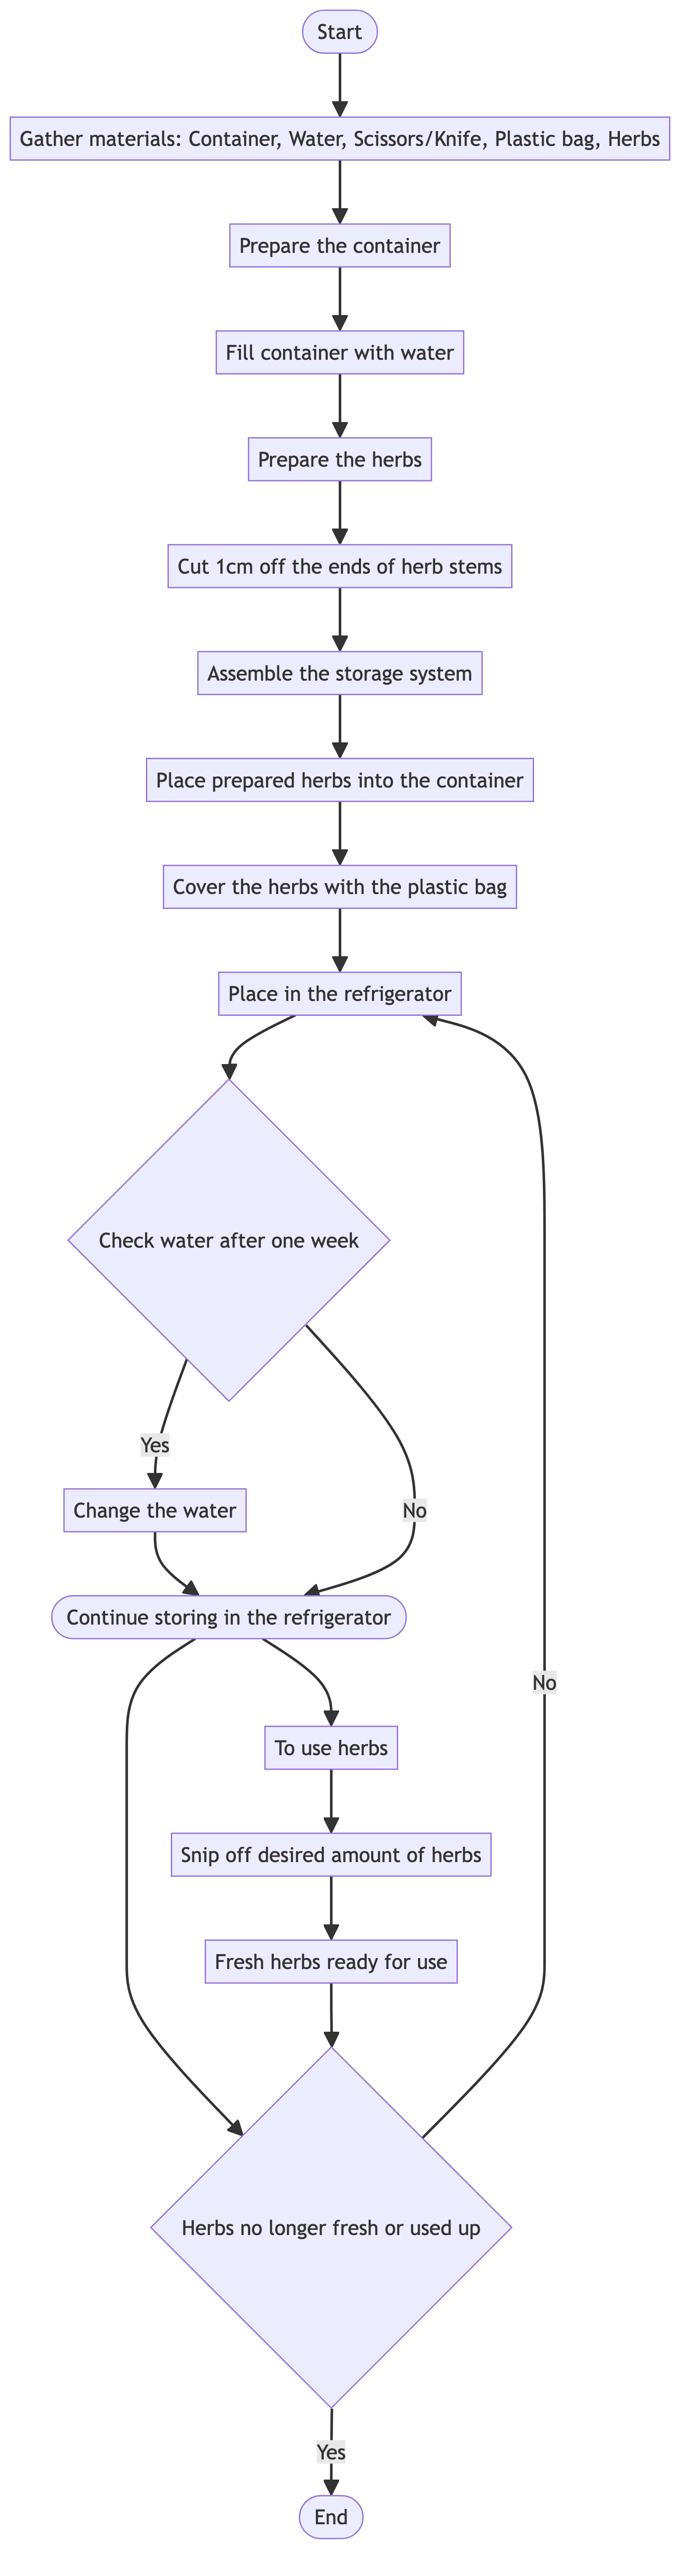 Start
Gather materials: Container, Water, Scissors/Knife, Plastic bag, Herbs
Prepare the container
Fill container with water
Prepare the herbs
Cut 1cm off the ends of herb stems
Assemble the storage system
Place prepared herbs into the container
Cover the herbs with the plastic bag
Place in the refrigerator
Check water after one week
Yes
Change the water
No
Continue storing in the refrigerator
No
To use herbs
Snip off desired amount of herbs
Fresh herbs ready for use
Herbs no longer fresh or used up
Yes
End